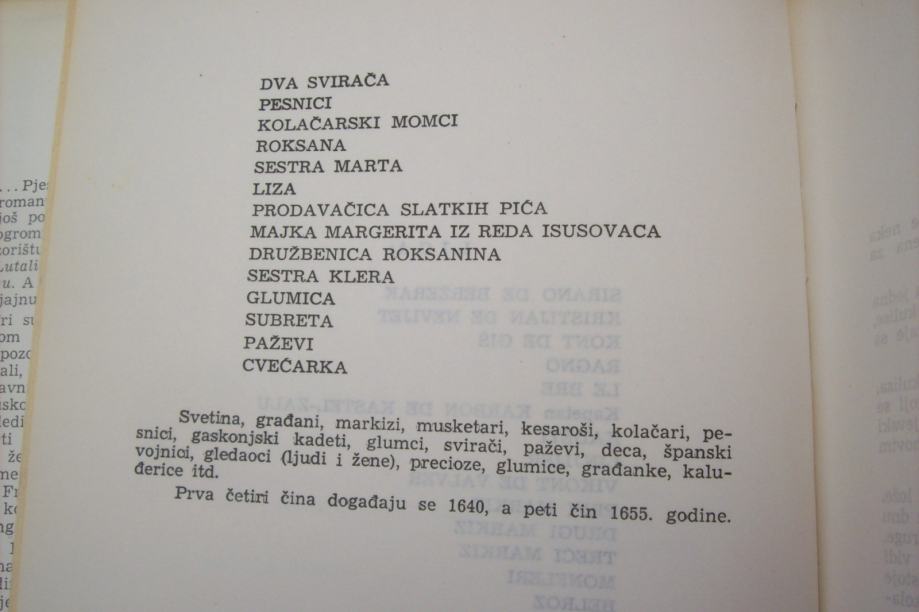 DVA SVIRAČA
PESNICI
KOLAČARSKI MOMCI
ROKSANA
SESTRA MARTA
LIZA
PRODAVAČICA SLATKIH PIĆA
MAJKA MARGERITA IZ REDA ISUSOVACA
DRUŽBENICA ROKSANINA
SESTRA KLERA
GLUMICA
SUBRETA
PAŽEVI
CVEĆARKA
Svetina, građani, markizi, musketari, kesaroši, kolačari, pe-
snici, gaskonjski kadeti, glumci, svirači, paževi, deca, španski
vojnici, gledaoci (ljudi i žene), precioze, glumice, građanke, kalu-
đerice itd.
Prva četiri čina događaju se 1640, a peti čin 1655. godine.